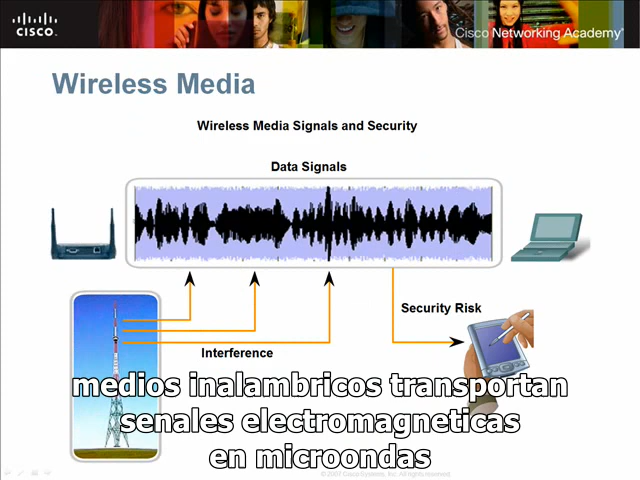 CISCO.
Cisco Networking Academy®
Wireless Media
Wireless Media Signals and Security
Data Signals
Security Risk
Interference
medios inalambricos transportan
senales electromagneticas
en microondas